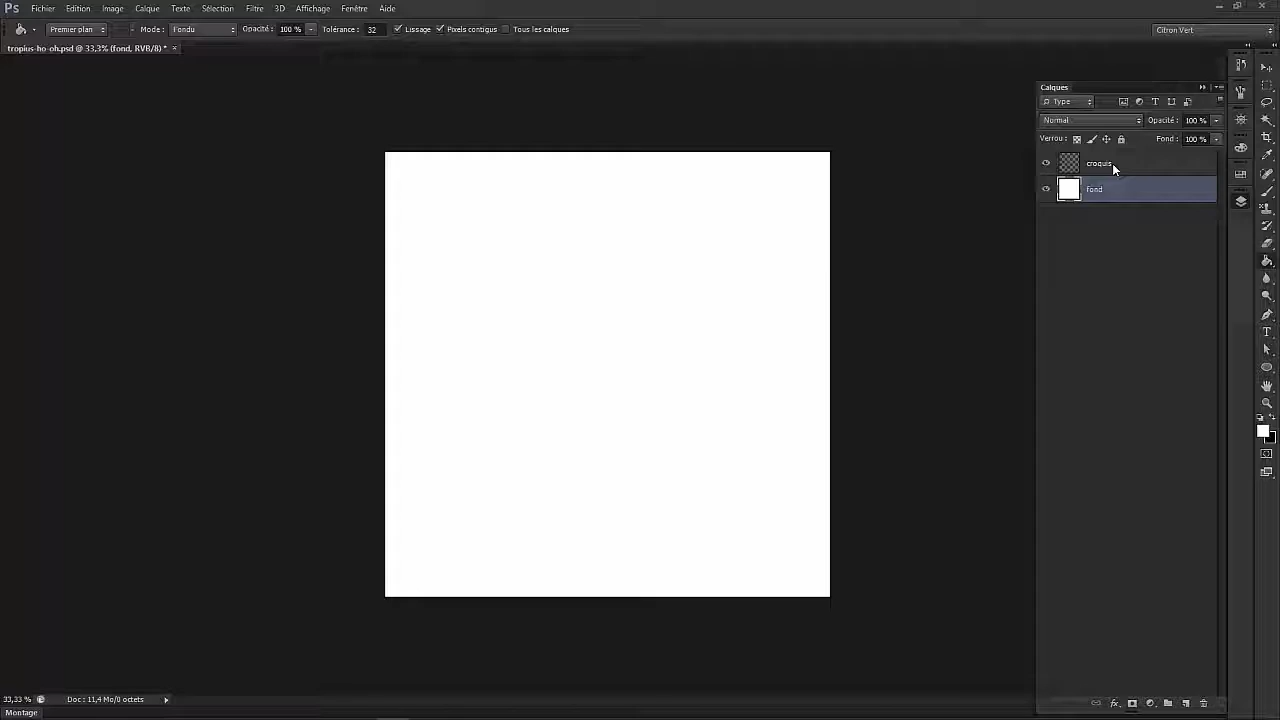 Ps Fichier Edition Image Calque Texte Sélection Filtre 3D Affichage Fenêtre Aide
Premier plan Mode : Fondu Opacité : 100 % Tolérance : 32 Lissage Pixels contigus Tous les calques Citron Vert
tropius-ho-oh.psd @ 33,3% (fond, RVB/8) * ×
Calques
Type T
Normal Opacité : 100 %
Verrou : Fond : 100 %
croquis
fond
T
33,33 % Doc : 11,4 Mo/0 octets
fx
Montage